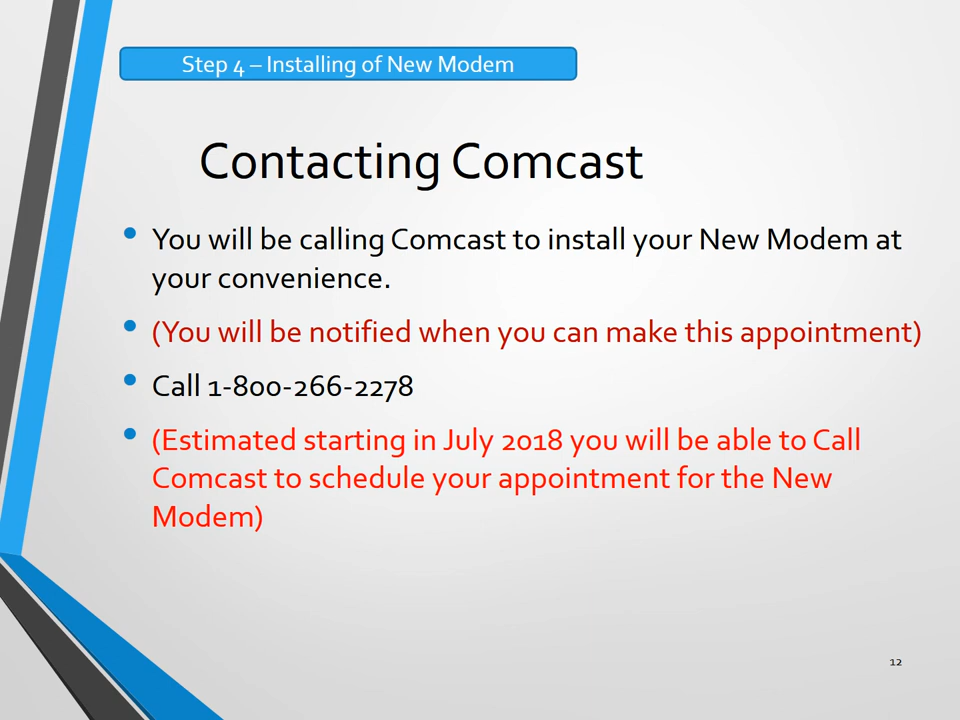 Step 4 – Installing of New Modem
Contacting Comcast
• You will be calling Comcast to install your New Modem at
your convenience.
• (You will be notified when you can make this appointment)
• Call 1-800-266-2278
• (Estimated starting in July 2018 you will be able to Call
Comcast to schedule your appointment for the New
Modem)
12